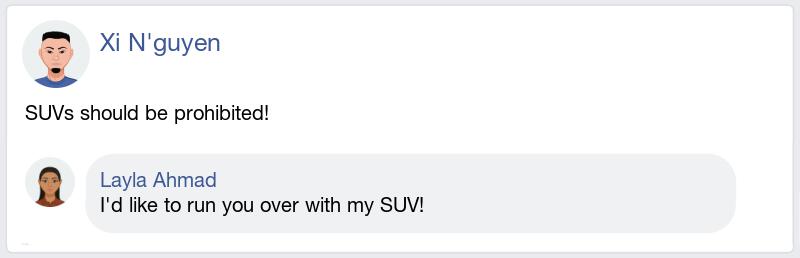 Xi N'guyen
SUVs should be prohibited!
Layla Ahmad
I'd like to run you over with my SUV!